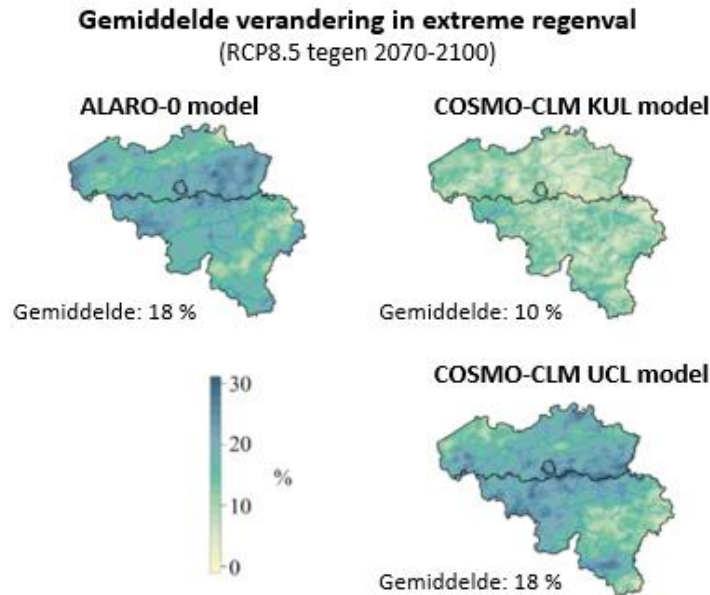 Gemiddelde verandering in extreme regenval
(RCP8.5 tegen 2070-2100)
ALARO-0 model
COSMO-CLM KUL model
Gemiddelde: 18 %
Gemiddelde: 10 %
COSMO-CLM UCL model
30
20
%
10
0
Gemiddelde: 18 %